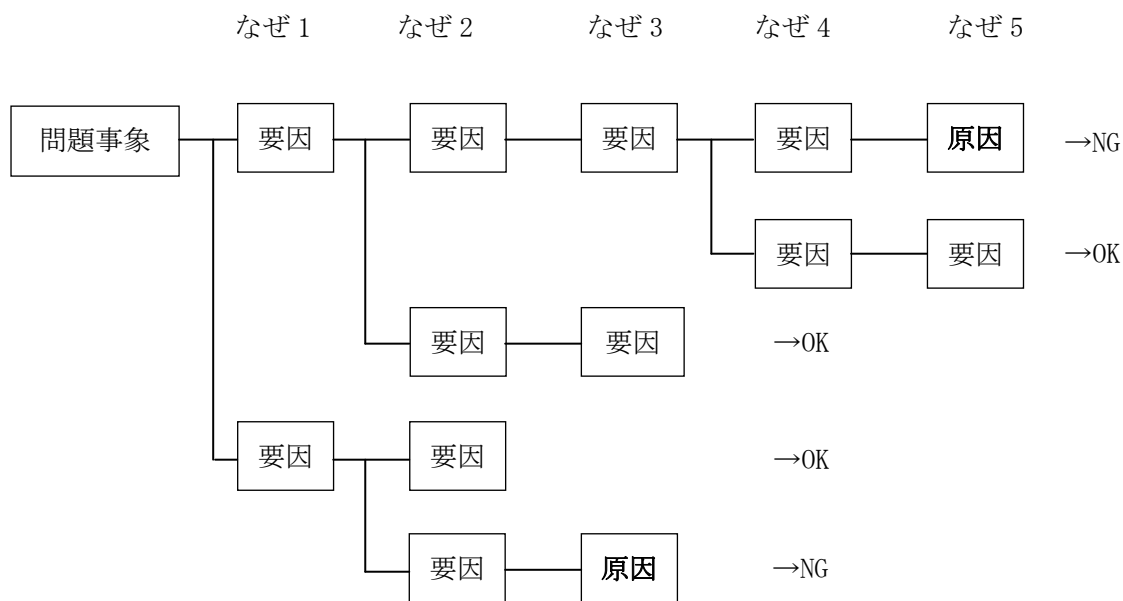 なぜ1 なぜ2 なぜ3 なぜ4 なぜ5
問題事象 要因 要因 要因 要因 原因 →NG
要因 要因 →OK
要因 要因 →OK
要因 要因 →OK
要因 原因 →NG